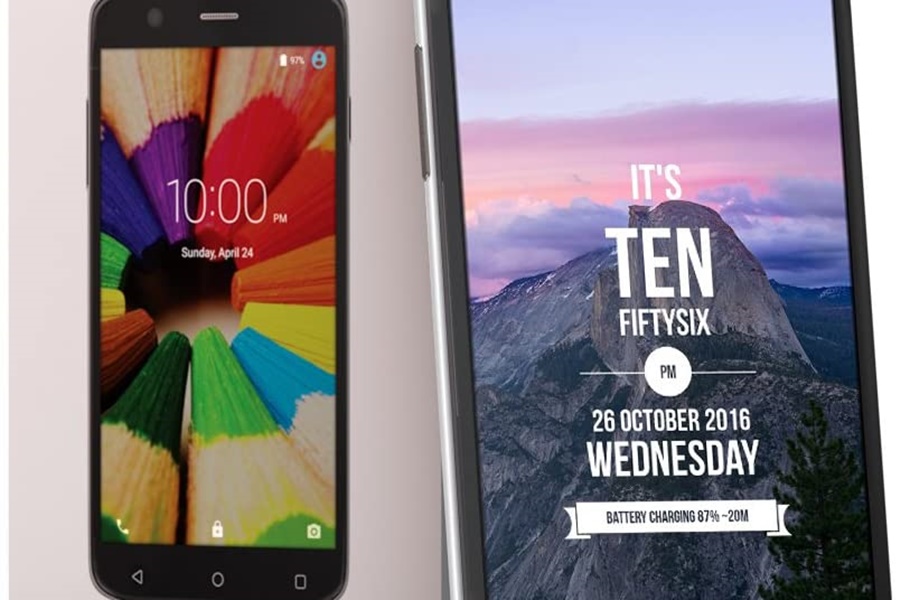 97%
10:00 PM
Sunday, April 24
IT'S
TEN
FIFTYSIX
PM
26 OCTOBER 2016
WEDNESDAY
BATTERY CHARGING 87% ~20M